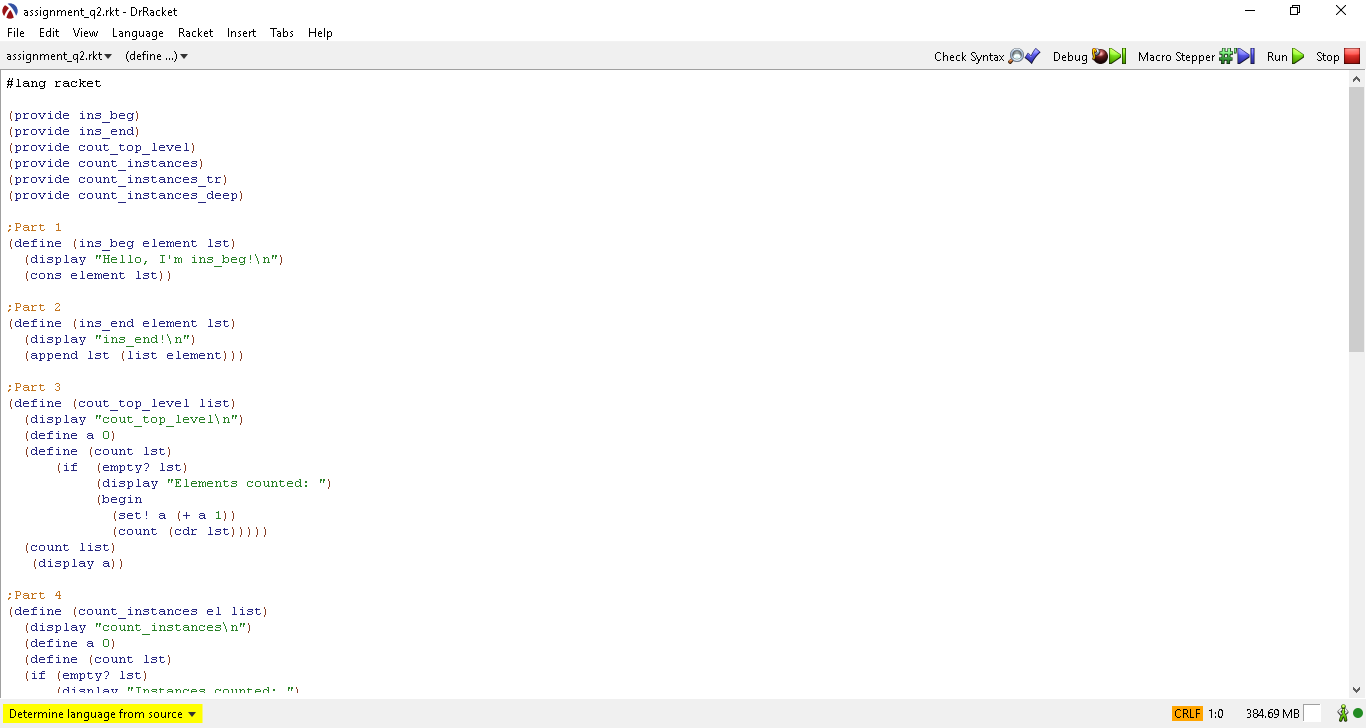 assignment_q2.rkt - DrRacket
File Edit View Language Racket Insert Tabs Help
assignment_q2.rkt▾ (define ...)▾ Check Syntax Debug Macro Stepper Run Stop
#lang racket
(provide ins_beg)
(provide ins_end)
(provide cout_top_level)
(provide count_instances)
(provide count_instances_tr)
(provide count_instances_deep)
;Part 1
(define (ins_beg element lst)
(display "Hello, I'm ins_beg!\n")
(cons element lst))
;Part 2
(define (ins_end element lst)
(display "ins_end!\n")
(append lst (list element)))
;Part 3
(define (cout_top_level list)
(display "cout_top_level\n")
(define a 0)
(define (count lst)
(if (empty? lst)
(display "Elements counted: ")
(begin
(set! a (+ a 1))
(count (cdr lst)))))
(count list)
(display a))
;Part 4
(define (count_instances el list)
(display "count_instances\n")
(define a 0)
(define (count lst)
(if (empty? lst)
(display "Instances counted: ")
Determine language from source ▾ CRLF 1:0 384.69 MB